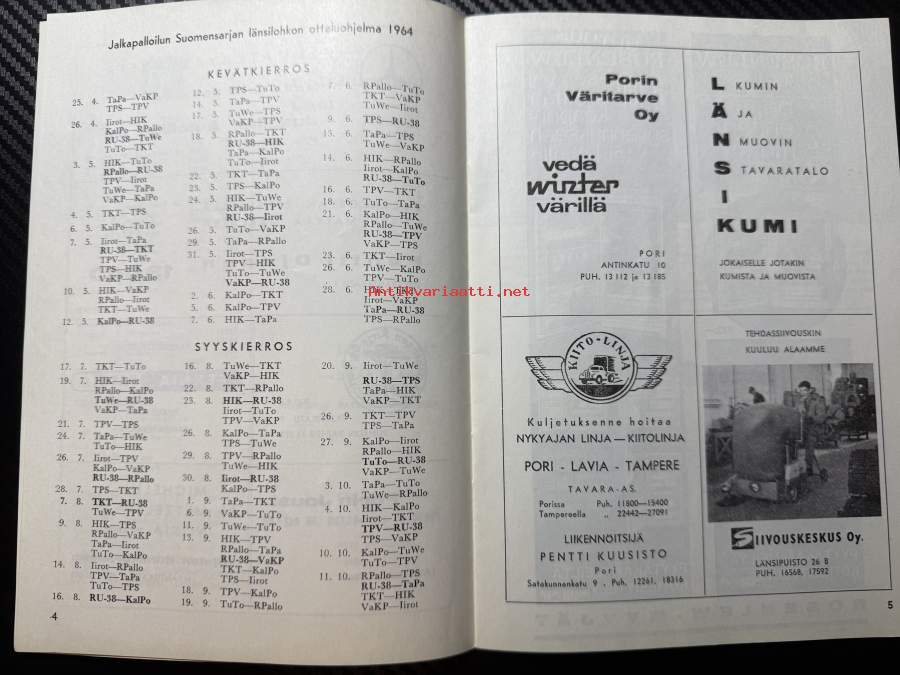 Jalkapalloilun Suomensarjan länsilohkon otteluohjelma 1964
KEVÄTKIERROS
25. 4. TaPa—VaKP
TPS—TPV
26. 4. Iirot—HIK
KalPo—RPallo
RU-38—TuWe
TuTo—TKT
3. 5. HIK—TuTo
RPallo—RU-38
TPV—Iirot
TuWe—TaPa
VaKP—KalPo
4. 5. TKT—TPS
6. 5. KalPo—TuTo
7. 5. Iirot—TaPa
RU-38—TKT
TPV—TuWe
TPS—HIK
VaKP—RPallo
10. 5. HIK—VaKP
RPallo—Iirot
TKT—TuWe
12. 5. KalPo—RU-38
12. 5. TPS—TuTo
14. 5. TaPa—TPV
17. 5. TuWe—TPS
VaKP—TPV
18. 5. RPallo—TKT
RU-38—HIK
TaPa—KalPo
TuTo—Iirot
22. 5. TKT—TaPa
23. 5. TPS—KalPo
24. 5. HIK—TuWe
RPallo—TPV
RU-38—Iirot
26. 5. TuTo—VaKP
29. 5. TaPa—RPallo
31. 5. Iirot—TPS
TPV—HIK
TuTo—TuWe
VaKP—RU-38
2. 6. KalPo—TKT
5. 6. KalPo—TPV
7. 6. HIK—TaPa
7. 6. RPallo—TuTo
TKT—VaKP
TuWe—Iirot
9. 6. TPS—RU-38
13. 6. TaPa—TPS
TuWe—VaKP
14. 6. HIK—RPallo
Iirot—KalPo
RU-38—TuTo
16. 6. TPV—TKT
18. 6. TuTo—TaPa
21. 6. KalPo—HIK
RPallo—TuWe
RU-38—TPV
VaKP—TPS
23. 6. TKT—Iirot
26. 6. TuWe—KalPo
TPV—TuTo
28. 6. HIK—TKT
Iirot—VaKP
TaPa—RU-38
TPS—RPallo
SYYSKIERROS
17. 7. TKT—TuTo
19. 7. HIK—Iirot
RPallo—KalPo
TuWe—RU-38
VaKP—TaPa
21. 7. TPV—TPS
24. 7. TaPa—TuWe
TuTo—HIK
26. 7. Iirot—TPV
KalPo—VaKP
RU-38—RPallo
28. 7. TPS—TKT
7. 8. TKT—RU-38
TuWe—TPV
9. 8. HIK—TPS
RPallo—VaKP
TaPa—Iirot
TuTo—KalPo
14. 8. Iirot—RPallo
TPV—TaPa
TuTo—TPS
16. 8. RU-38—KalPo
16. 8. TuWe—TKT
VaKP—HIK
22. 8. TKT—RPallo
23. 8. HIK—RU-38
Iirot—TuTo
TPV—VaKP
26. 8. KalPo—TaPa
TPS—TuWe
29. 8. TPV—RPallo
TuWe—HIK
30. 8. Iirot—RU-38
KalPo—TPS
1. 9. TaPa—TKT
6. 9. VaKP—TuTo
11. 9. TuWe—TuTo
13. 9. HIK—TPV
RPallo—TaPa
RU-38—VaKP
TKT—KalPo
TPS—Iirot
18. 9. TPV—KalPo
19. 9. TuTo—RPallo
20. 9. Iirot—TuWe
RU-38—TPS
TaPa—HIK
VaKP—TKT
26. 9. TKT—TPV
TPS—TaPa
27. 9. KalPo—Iirot
RPallo—HIK
TuTo—RU-38
VaKP—TuWe
3. 10. TaPa—TuTo
TuWe—RPallo
4. 10. HIK—KalPo
Iirot—TKT
TPV—RU-38
TPS—VaKP
10. 10. KalPo—TuWe
TuTo—TPV
11. 10. RPallo—TPS
RU-38—TaPa
TKT—HIK
VaKP—Iirot
4
Antikvariaatti.net
Porin
Väritarve
Oy
vedä
winter
värillä
PORI
ANTINKATU 10
PUH. 13 112 ja 13 185
L KUMIN
Ä JA
N MUOVIN
S TAVARATALO
I
KUMI
JOKAISELLE JOTAKIN
KUMISTA JA MUOVISTA
KIITO-LINJA
Kuljetuksenne hoitaa
NYKYAJAN LINJA—KIITOLINJA
PORI - LAVIA - TAMPERE
TAVARA-AS.
Porissa Puh. 11800—15400
Tampereella „ 22442—27091
LIIKENNÖITSIJÄ
PENTTI KUUSISTO
Pori
Satakunnankatu 9 . Puh. 12261, 18316
TEHDASSIIVOUSKIN
KUULUU ALAAMME
SIIVOUSKESKUS Oy.
LÄNSIPUISTO 26 B
PUH. 16568, 17592
5